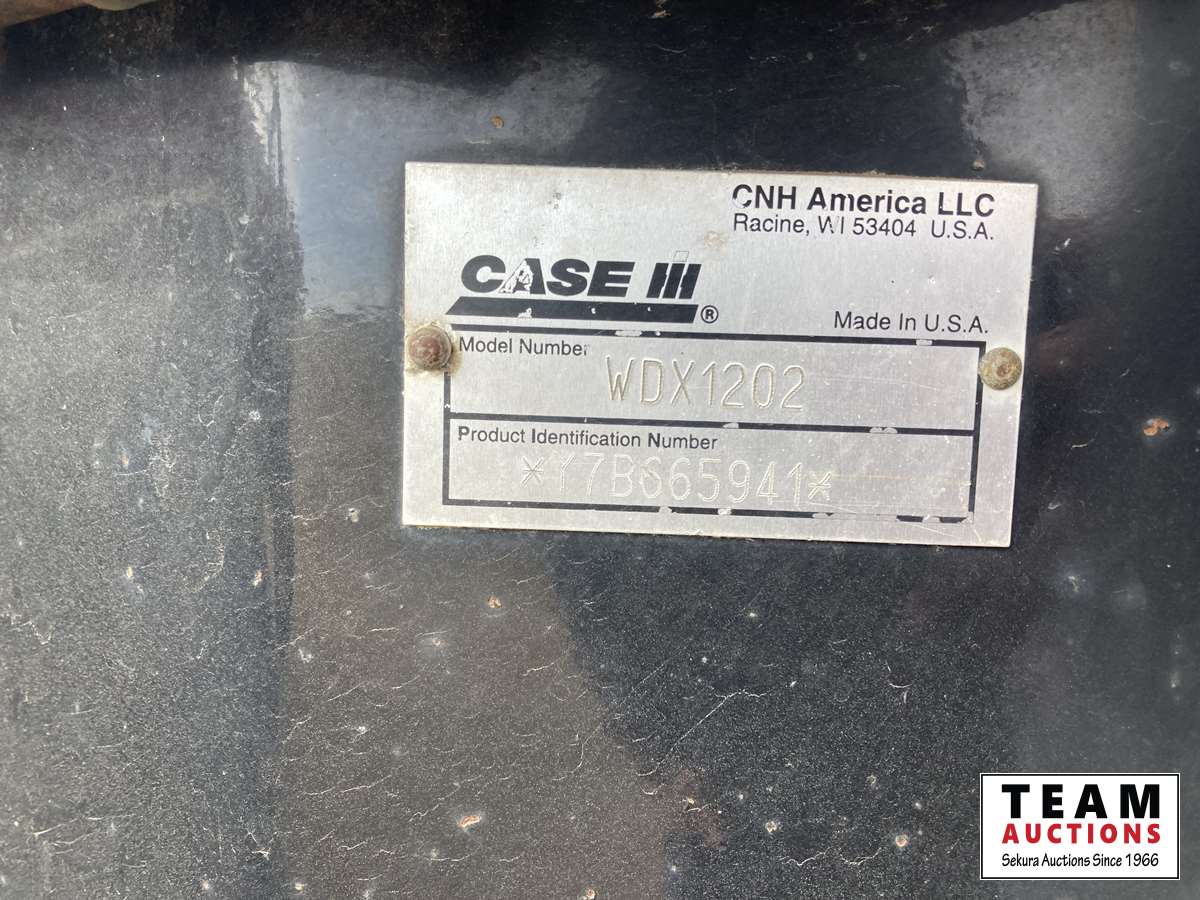 CNH America LLC
Racine, WI 53404 U.S.A.
CASE IH®
Made In U.S.A.
Model Number
WDX1202
Product Identification Number
*Y7B665941*
TEAM
AUCTIONS
Sekura Auctions Since 1966